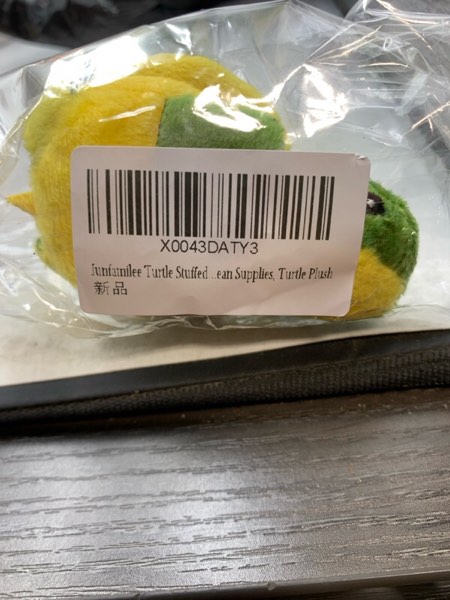 X0043DATY3
Junfamilee Turtle Stuffed...ean Supplies, Turtle Plush
新品